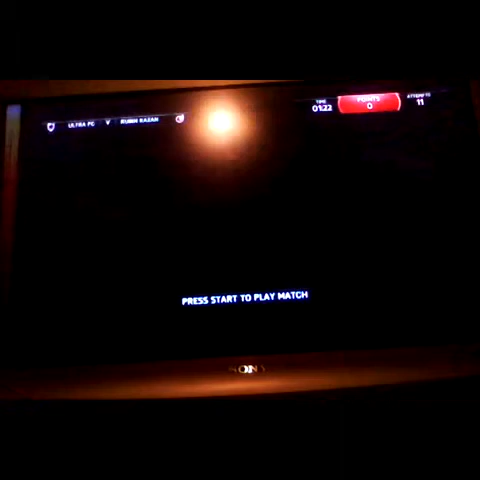 ULTRA FC V RUBIN KAZAN
TIME
01:22
POINTS
0
ATTEMPTS
11
PRESS START TO PLAY MATCH
SONY